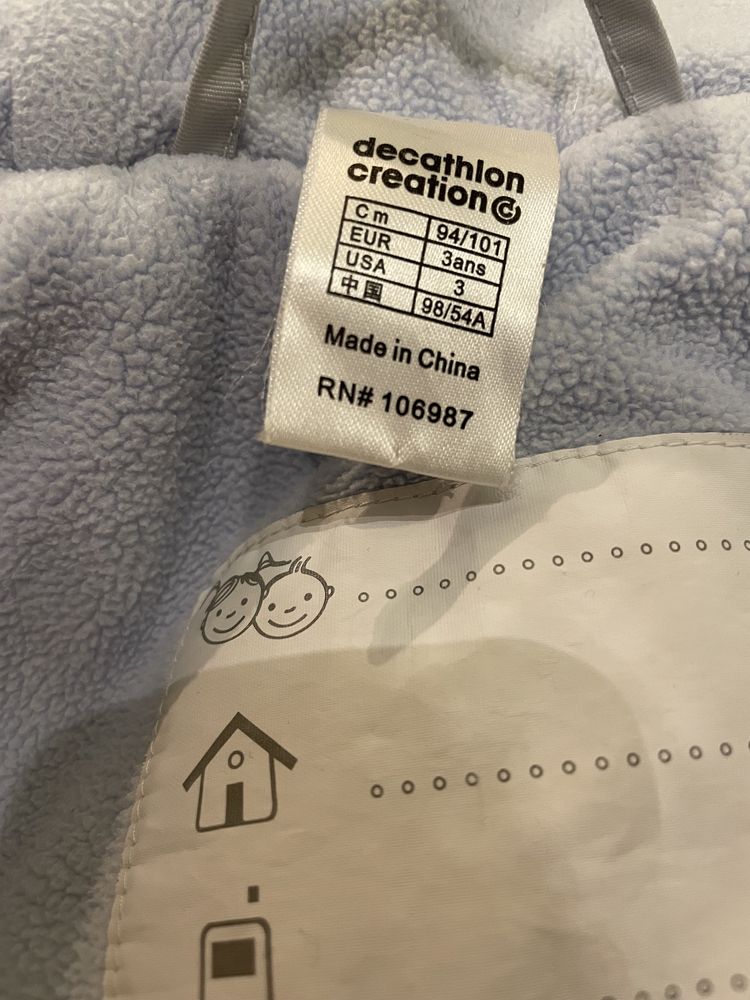 decathlon
creation
Cm 94/101
EUR 3ans
USA 3
中国 98/54A
Made in China
RN# 106987